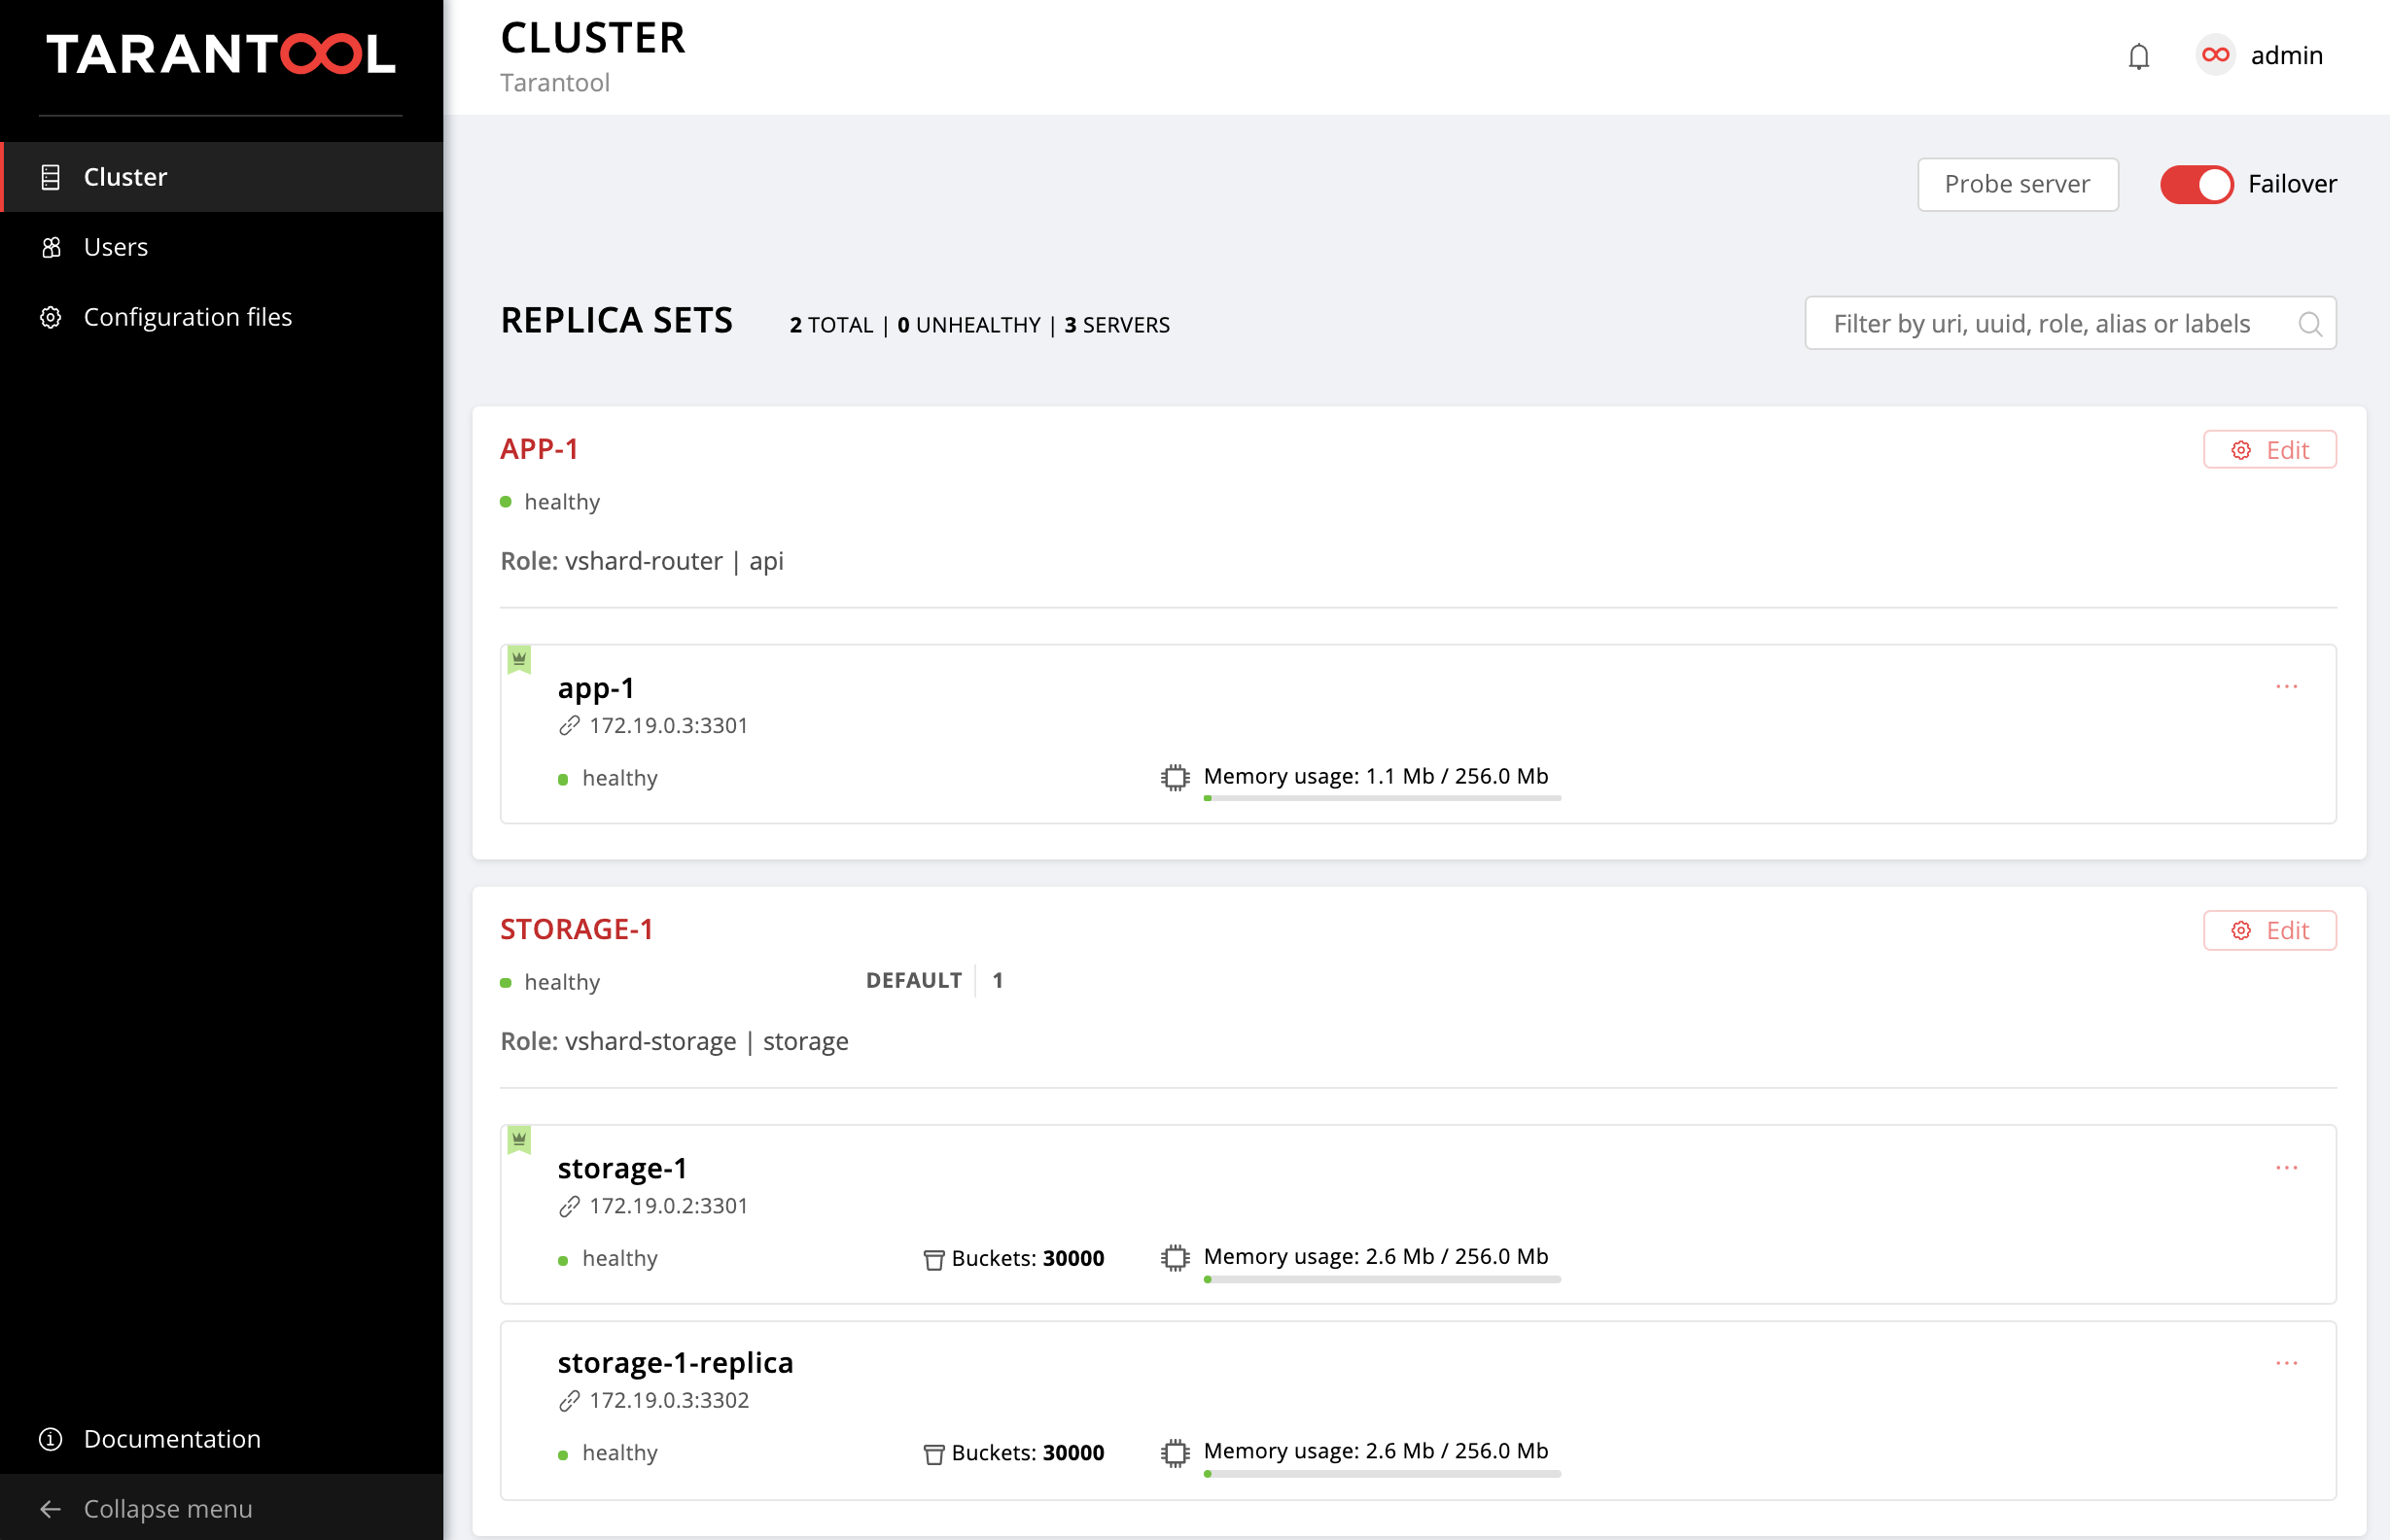 TARANTOOL
Cluster
Users
Configuration files
Documentation
Collapse menu
CLUSTER
Tarantool
admin
Probe server
Failover
REPLICA SETS
2 TOTAL | 0 UNHEALTHY | 3 SERVERS
Filter by uri, uuid, role, alias or labels
APP-1
Edit
healthy
Role: vshard-router | api
app-1
...
172.19.0.3:3301
healthy
Memory usage: 1.1 Mb / 256.0 Mb
STORAGE-1
Edit
healthy
DEFAULT 1
Role: vshard-storage | storage
storage-1
...
172.19.0.2:3301
healthy
Buckets: 30000
Memory usage: 2.6 Mb / 256.0 Mb
storage-1-replica
...
172.19.0.3:3302
healthy
Buckets: 30000
Memory usage: 2.6 Mb / 256.0 Mb